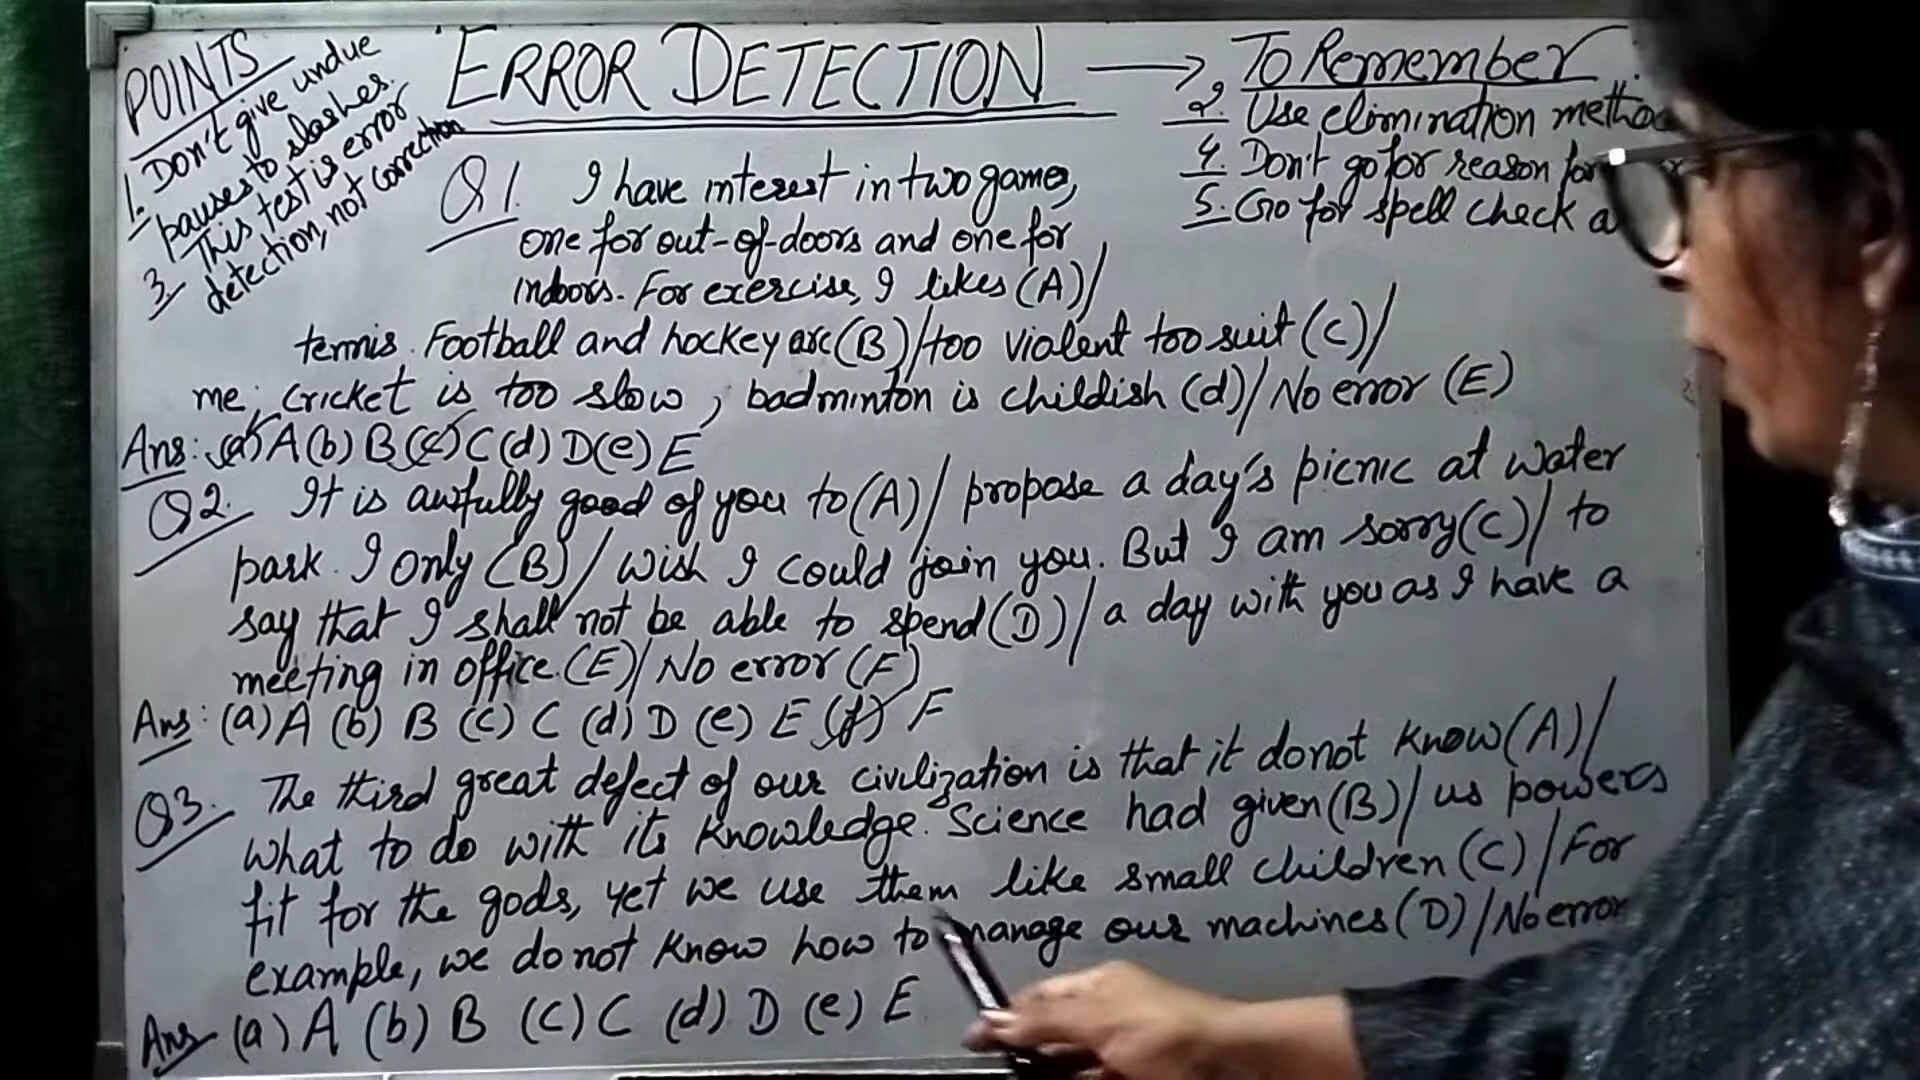 POINTS
1. Don't give undue
pauses to slashes.
3. This test is error
detection, not correction
ERROR DETECTION → To Remember
2. Use elimination method
4. Don't go for reason for
5. Go for spell check a
Q1. I have interest in two games,
one for out-of-doors and one for
indoors. For exercise, I likes (A)/
tennis. Football and hockey are (B)/too violent too suit (C)/
me; cricket is too slow, badminton is childish (d)/No error (E)
Ans: (a) A (b) B (c) C (d) D (e) E
Q2. It is awfully good of you to (A)/ propose a day's picnic at water
park. I only (B)/ wish I could join you. But I am sorry (C)/ to
say that I shall not be able to spend (D)/ a day with you as I have a
meeting in office. (E)/ No error (F)
Ans: (a) A (b) B (c) C (d) D (e) E (f) F
Q3. The third great defect of our civilization is that it do not know (A)/
what to do with its knowledge. Science had given (B)/ us powers
fit for the gods, yet we use them like small children (C)/ For
example, we do not know how to manage our machines (D)/ No error
Ans (a) A (b) B (c) C (d) D (e) E